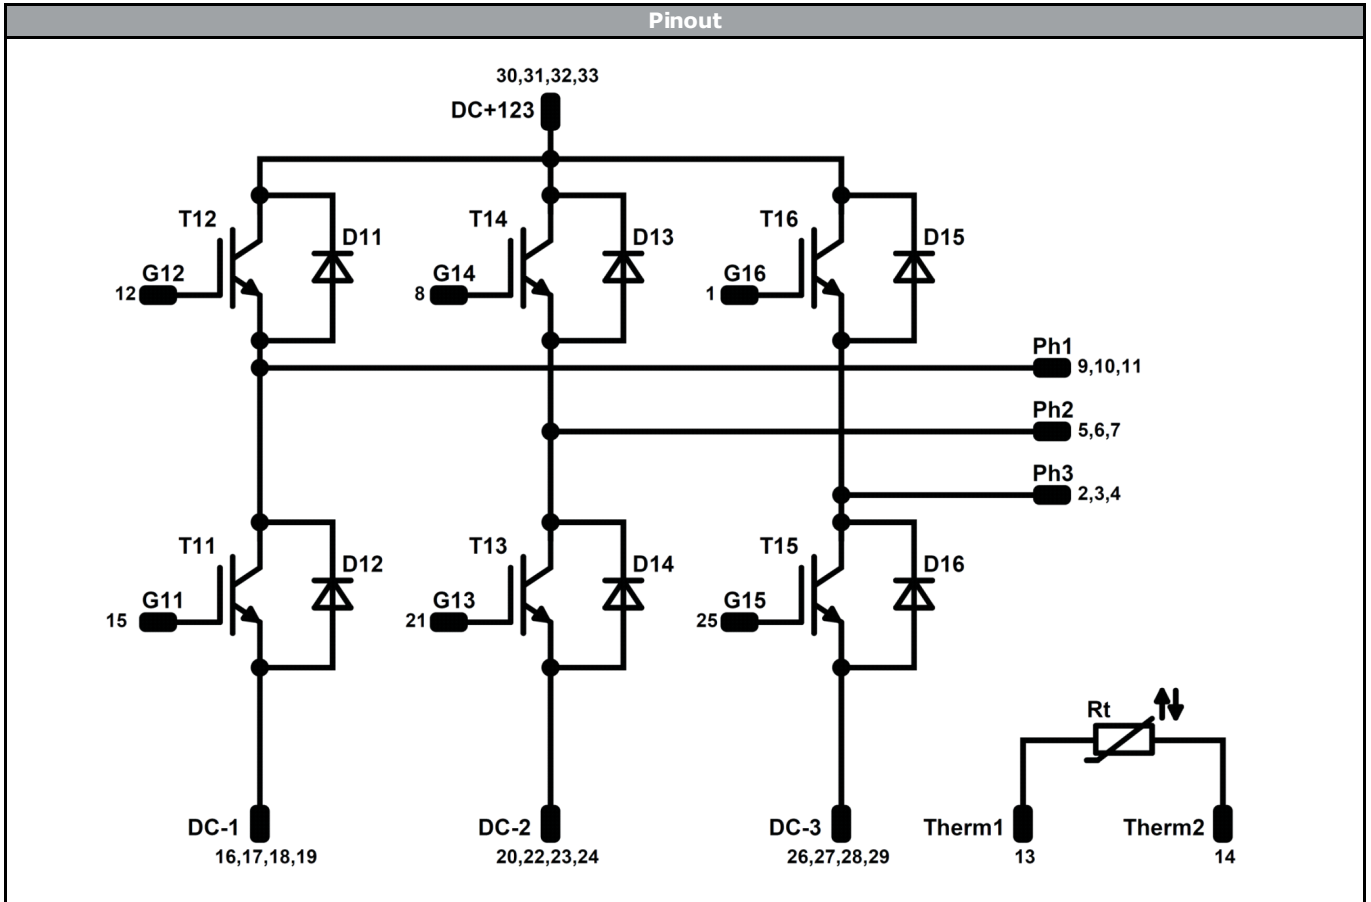 Pinout
30,31,32,33
DC+123
T12
D11
G12
12
T14
D13
G14
8
T16
D15
G16
1
Ph1
9,10,11
Ph2
5,6,7
Ph3
2,3,4
T11
D12
G11
15
T13
D14
G13
21
T15
D16
G15
25
Rt
DC-1
16,17,18,19
DC-2
20,22,23,24
DC-3
26,27,28,29
Therm1
13
Therm2
14